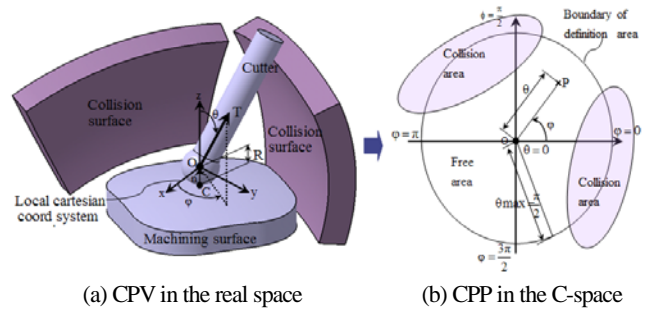 Cutter
Collision
surface
z
θ
T
Collision
surface
O
R
Local cartesian
coord system
x
φ
C
y
Machining surface
(a) CPV in the real space
φ=π/2
Boundary of
definition area
Collision
area
θ
P
φ
φ=π
O
θ=0
φ=0
Free
area
Collision
area
θmax=π/2
φ=3π/2
(b) CPP in the C-space